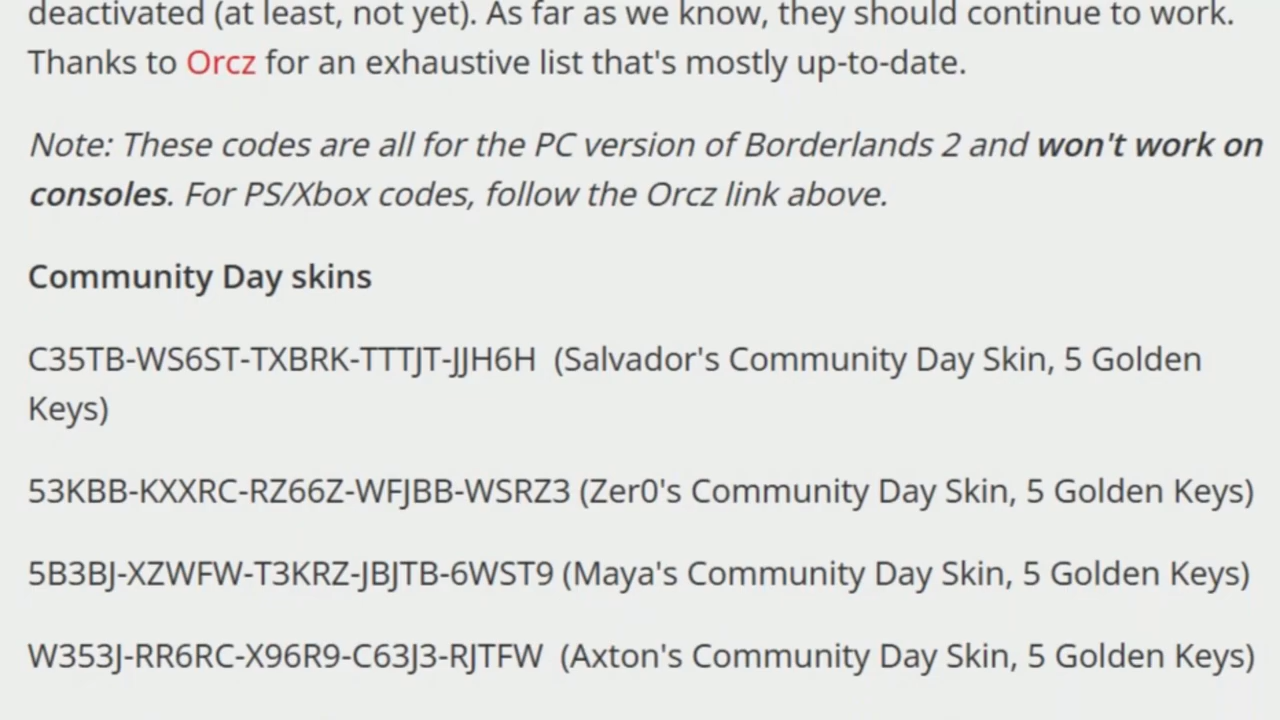 deactivated (at least, not yet). As far as we know, they should continue to work.
Thanks to Orcz for an exhaustive list that's mostly up-to-date.
Note: These codes are all for the PC version of Borderlands 2 and won't work on
consoles. For PS/Xbox codes, follow the Orcz link above.
Community Day skins
C35TB-WS6ST-TXBRK-TTTJT-JJH6H (Salvador's Community Day Skin, 5 Golden
Keys)
53KBB-KXXRC-RZ66Z-WFJBB-WSRZ3 (Zer0's Community Day Skin, 5 Golden Keys)
5B3BJ-XZWFW-T3KRZ-JBJTB-6WST9 (Maya's Community Day Skin, 5 Golden Keys)
W353J-RR6RC-X96R9-C63J3-RJTFW (Axton's Community Day Skin, 5 Golden Keys)